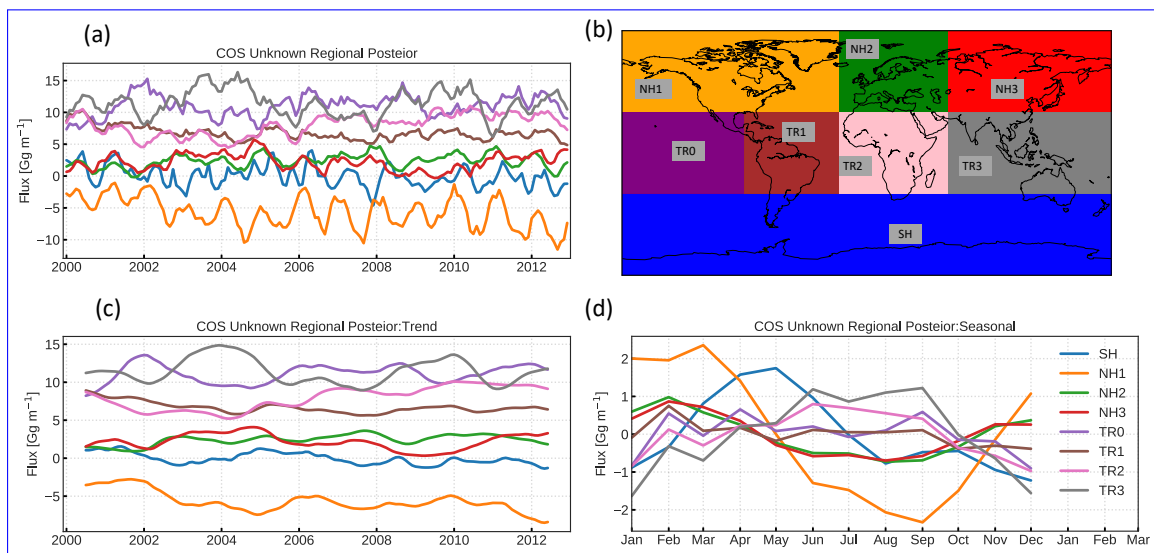 (a)
COS Unknown Regional Posteior
Flux [Gg m⁻¹]
15
10
5
0
−5
−10
2000 2002 2004 2006 2008 2010 2012
(b)
NH2
NH1
NH3
TR1
TR0
TR2
TR3
SH
(c)
COS Unknown Regional Posteior:Trend
Flux [Gg m⁻¹]
15
10
5
0
−5
2000 2002 2004 2006 2008 2010 2012
(d)
COS Unknown Regional Posteior:Seasonal
Flux [Gg m⁻¹]
2
1
0
−1
−2
Jan Feb Mar Apr May Jun Jul Aug Sep Oct Nov Dec Jan Feb Mar
SH
NH1
NH2
NH3
TR0
TR1
TR2
TR3